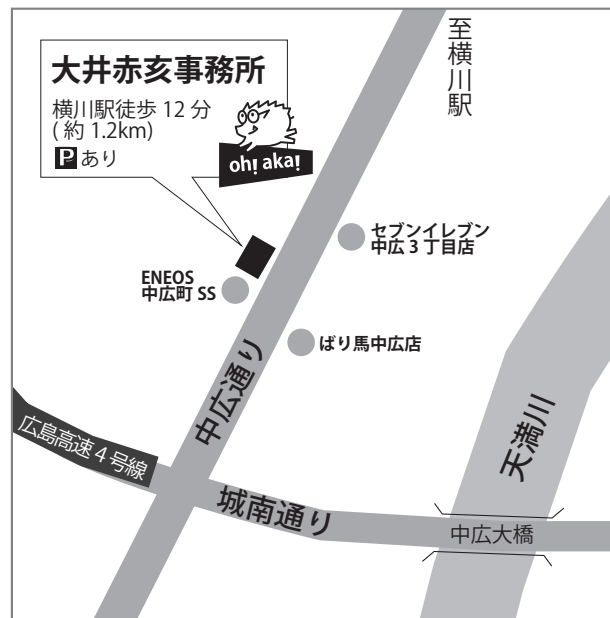 大井赤亥事務所
横川駅徒歩 12 分
( 約 1.2km)
P あり
oh! aka!
至横川駅
セブンイレブン
中広 3 丁目店
ENEOS
中広町 SS
ばり馬中広店
中広通り
広島高速 4 号線
城南通り
天満川
中広大橋